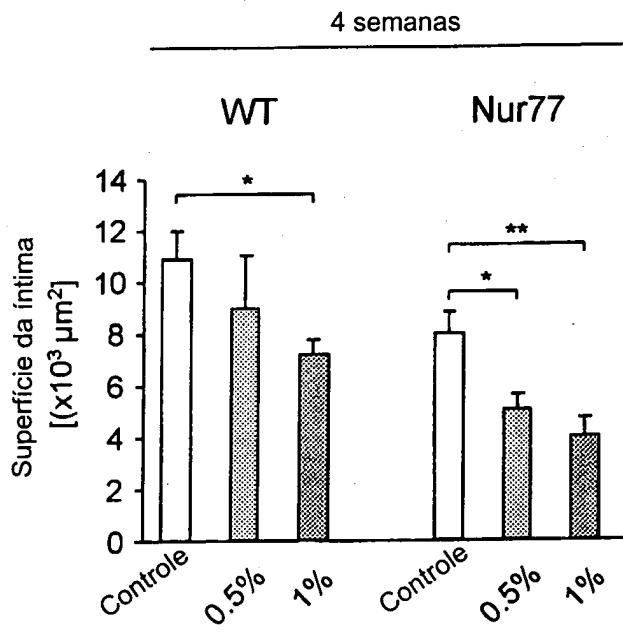 4 semanas
WT Nur77
Superfície da íntima
[(x10³ µm²]
14
12
10
8
6
4
2
0
*
**
*
Controle 0.5% 1% Controle 0.5% 1%